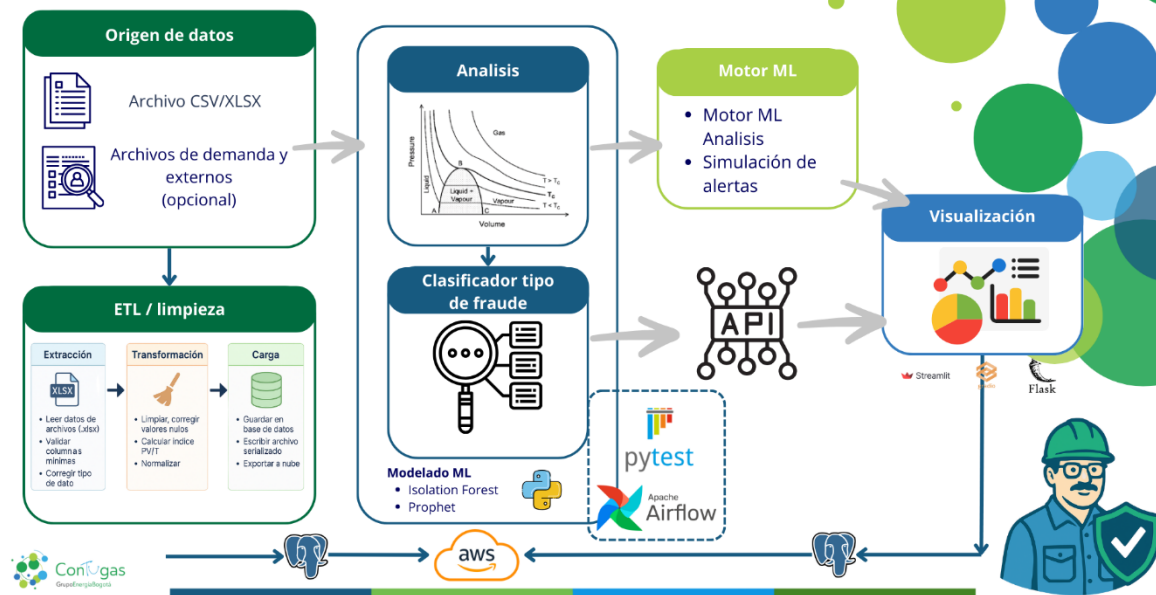 Origen de datos
Archivo CSV/XLSX
Archivos de demanda y
externos
(opcional)
ETL / limpieza
Extracción
XLSX
• Leer datos de
archivos (.xlsx)
• Validar
columnas
mínimas
• Corregir tipo
de dato
Transformación
• Limpiar, corregir
valores nulos
• Calcular índice
PV/T
• Normalizar
Carga
• Guardar en
base de datos
• Escribir archivo
serializado
• Exportar a nube
Analisis
Pressure
Gas
B
Liquid
Liquid +
Vapour
Vapour
T > Tc
Tc
T < Tc
A
C
Volume
Clasificador tipo
de fraude
Modelado ML
• Isolation Forest
• Prophet
Motor ML
• Motor ML
Analisis
• Simulación de
alertas
API
Visualización
Streamlit
Flask
pytest
Apache
Airflow
aws
ConTUgas
GrupoEnergíaBogotá